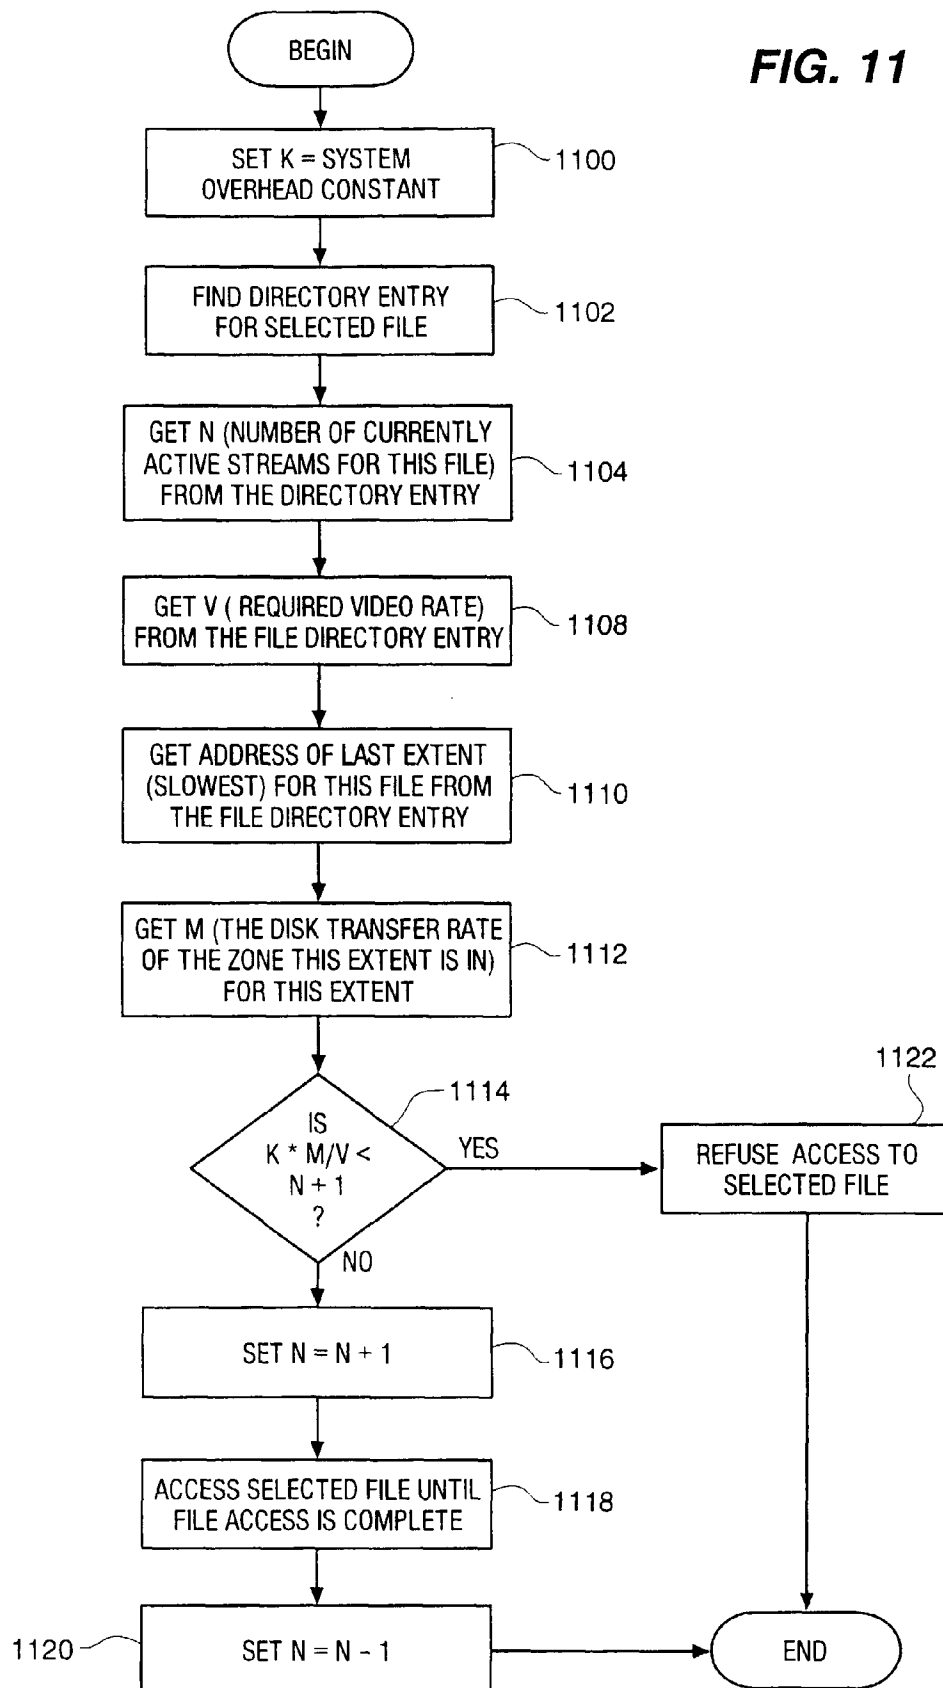 FIG. 11
BEGIN
SET K = SYSTEM
OVERHEAD CONSTANT
1100
FIND DIRECTORY ENTRY
FOR SELECTED FILE
1102
GET N (NUMBER OF CURRENTLY
ACTIVE STREAMS FOR THIS FILE)
FROM THE DIRECTORY ENTRY
1104
GET V ( REQUIRED VIDEO RATE)
FROM THE FILE DIRECTORY ENTRY
1108
GET ADDRESS OF LAST EXTENT
(SLOWEST) FOR THIS FILE FROM
THE FILE DIRECTORY ENTRY
1110
GET M (THE DISK TRANSFER RATE
OF THE ZONE THIS EXTENT IS IN)
FOR THIS EXTENT
1112
IS
K * M/V <
N + 1
?
1114
YES
NO
REFUSE ACCESS TO
SELECTED FILE
1122
SET N = N + 1
1116
ACCESS SELECTED FILE UNTIL
FILE ACCESS IS COMPLETE
1118
SET N = N - 1
1120
END